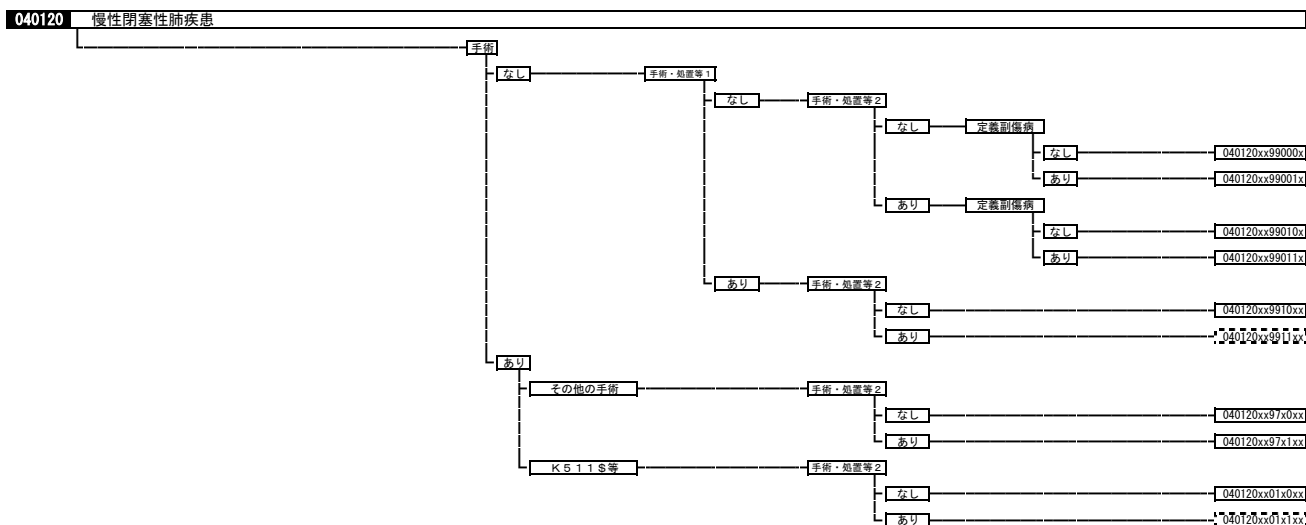 040120 慢性閉塞性肺疾患
手術
なし 手術・処置等1
なし 手術・処置等2
なし 定義副傷病
なし 040120xx99000x
あり 040120xx99001x
あり 定義副傷病
なし 040120xx99010x
あり 040120xx99011x
あり 手術・処置等2
なし 040120xx9910xx
あり 040120xx9911xx
あり
その他の手術 手術・処置等2
なし 040120xx97x0xx
あり 040120xx97x1xx
K511$等 手術・処置等2
なし 040120xx01x0xx
あり 040120xx01x1xx